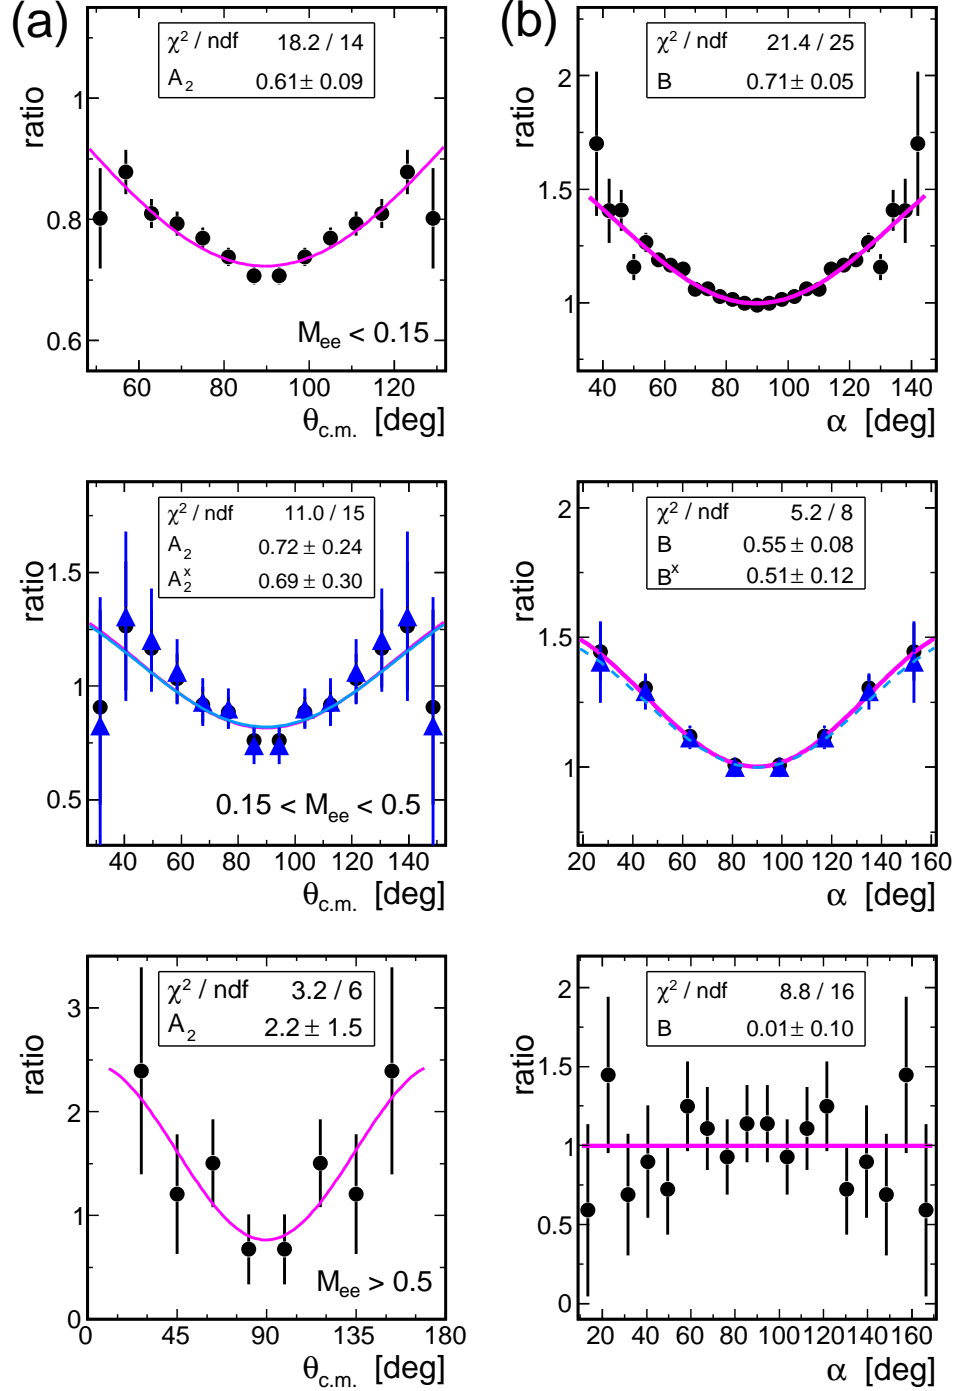 (a)
χ² / ndf 18.2 / 14
A₂ 0.61 ± 0.09
ratio
1
0.8
0.6
M_ee < 0.15
60 80 100 120
θ_c.m. [deg]
(b)
χ² / ndf 21.4 / 25
B 0.71 ± 0.05
ratio
2
1.5
1
40 60 80 100 120 140
α [deg]
χ² / ndf 11.0 / 15
A₂ 0.72 ± 0.24
A₂ˣ 0.69 ± 0.30
ratio
1.5
1
0.5
0.15 < M_ee < 0.5
40 60 80 100 120 140
θ_c.m. [deg]
χ² / ndf 5.2 / 8
B 0.55 ± 0.08
Bˣ 0.51 ± 0.12
ratio
2
1.5
1
20 40 60 80 100 120 140 160
α [deg]
χ² / ndf 3.2 / 6
A₂ 2.2 ± 1.5
ratio
3
2
1
0
M_ee > 0.5
0 45 90 135 180
θ_c.m. [deg]
χ² / ndf 8.8 / 16
B 0.01 ± 0.10
ratio
2
1.5
1
0.5
0
20 40 60 80 100 120 140 160
α [deg]